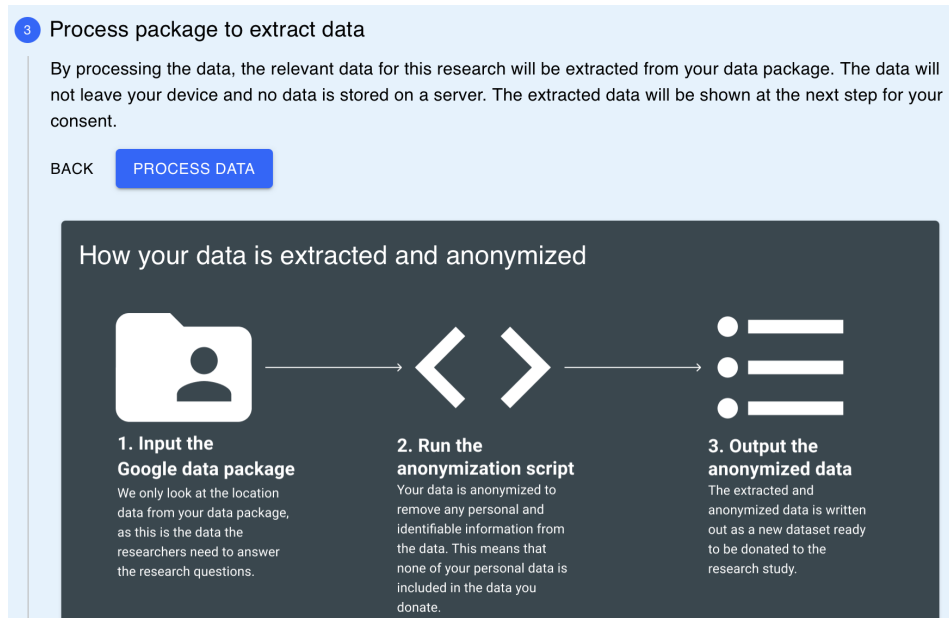 3 Process package to extract data
By processing the data, the relevant data for this research will be extracted from your data package. The data will
not leave your device and no data is stored on a server. The extracted data will be shown at the next step for your
consent.
BACK PROCESS DATA
How your data is extracted and anonymized
1. Input the
Google data package
We only look at the location
data from your data package,
as this is the data the
researchers need to answer
the research questions.
2. Run the
anonymization script
Your data is anonymized to
remove any personal and
identifiable information from
the data. This means that
none of your personal data is
included in the data you
donate.
3. Output the
anonymized data
The extracted and
anonymized data is written
out as a new dataset ready
to be donated to the
research study.